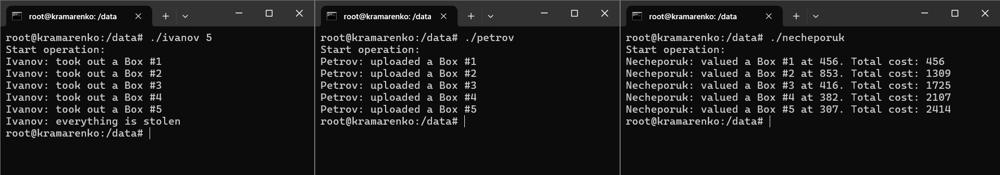 root@kramarenko: /data
root@kramarenko:/data# ./ivanov 5
Start operation:
Ivanov: took out a Box #1
Ivanov: took out a Box #2
Ivanov: took out a Box #3
Ivanov: took out a Box #4
Ivanov: took out a Box #5
Ivanov: everything is stolen
root@kramarenko:/data#
root@kramarenko: /data
root@kramarenko:/data# ./petrov
Start operation:
Petrov: uploaded a Box #1
Petrov: uploaded a Box #2
Petrov: uploaded a Box #3
Petrov: uploaded a Box #4
Petrov: uploaded a Box #5
root@kramarenko:/data#
root@kramarenko: /data
root@kramarenko:/data# ./necheporuk
Start operation:
Necheporuk: valued a Box #1 at 456. Total cost: 456
Necheporuk: valued a Box #2 at 853. Total cost: 1309
Necheporuk: valued a Box #3 at 416. Total cost: 1725
Necheporuk: valued a Box #4 at 382. Total cost: 2107
Necheporuk: valued a Box #5 at 307. Total cost: 2414
root@kramarenko:/data#